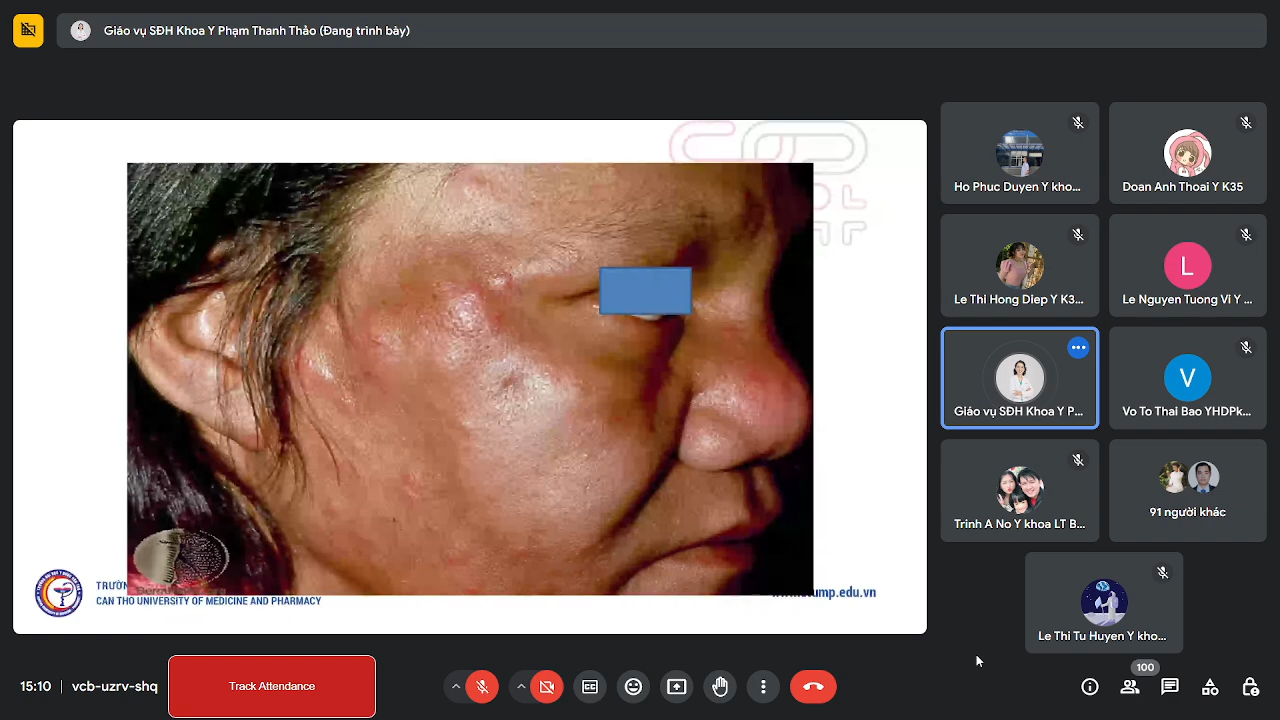 Giáo vụ SĐH Khoa Y Phạm Thanh Thảo (Đang trình bày)
Ho Phuc Duyen Y kho...
Doan Anh Thoai Y K35
Le Thi Hong Diep Y K3...
L
Le Nguyen Tuong Vi Y ...
Giáo vụ SĐH Khoa Y P...
V
Vo To Thai Bao YHDPk...
Trinh A No Y khoa LT B...
91 người khác
Le Thi Tu Huyen Y kho...
CAN THO UNIVERSITY OF MEDICINE AND PHARMACY
15:10
vcb-uzrv-shq
Track Attendance
100